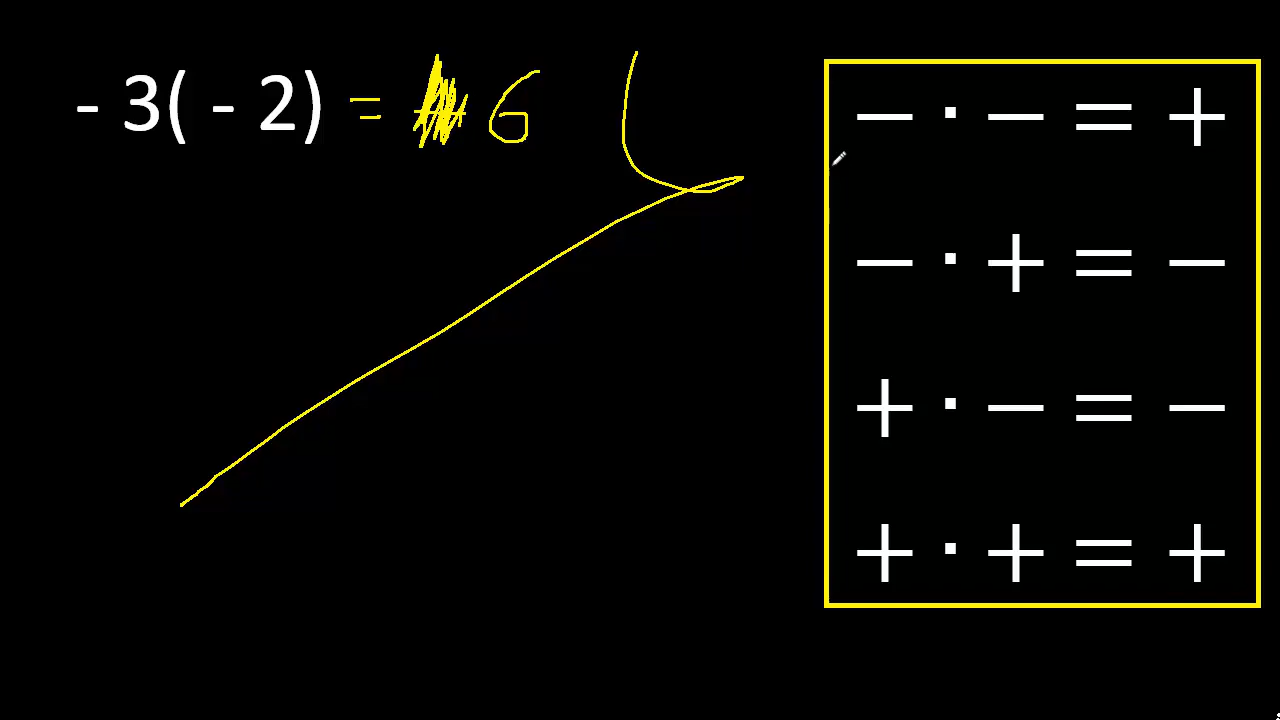 - 3( - 2) = 6
− · − = +
− · + = −
+ · − = −
+ · + = +